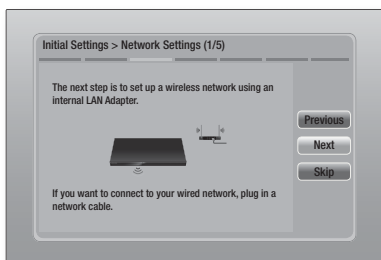 Initial Settings > Network Settings (1/5)
The next step is to set up a wireless network using an
internal LAN Adapter.
Previous
Next
Skip
If you want to connect to your wired network, plug in a
network cable.